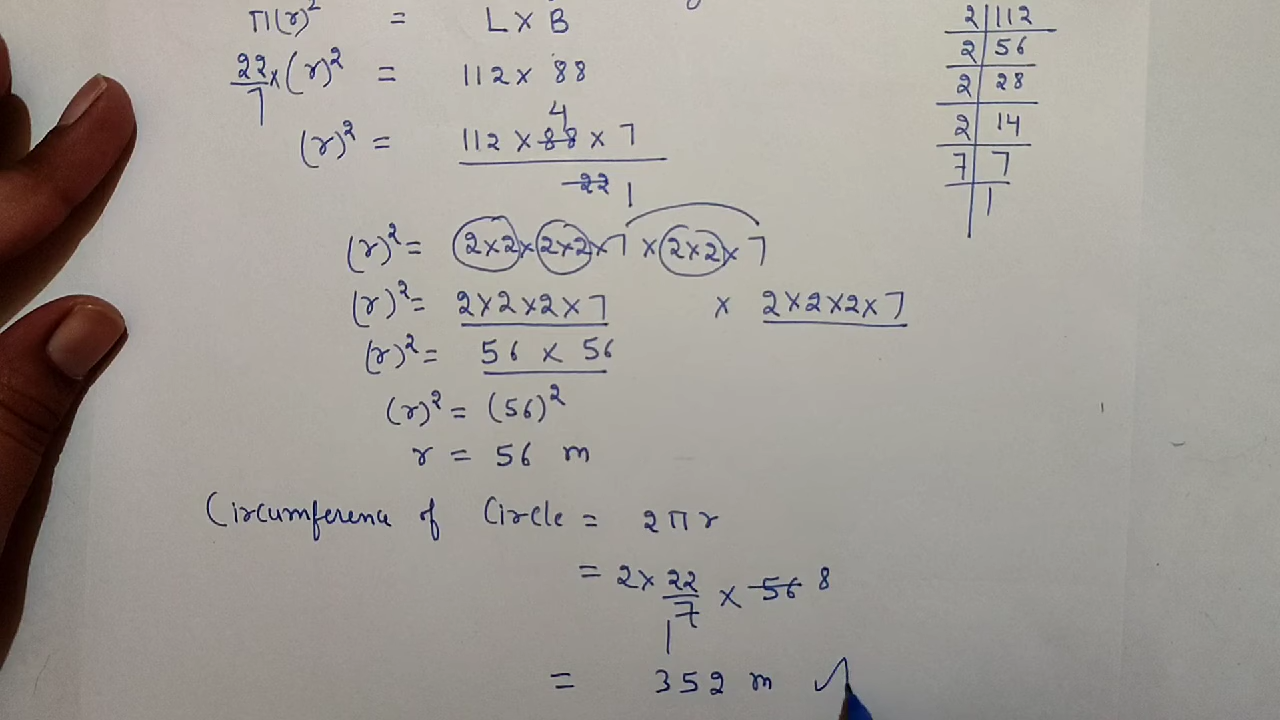 π(r)² = L × B
22/7 × (r)² = 112 × 88
4
(r)² = 112 × 88 × 7
22 1
(r)² = 2×2×2×2×7 × 2×2×7
(r)² = 2×2×2×7 × 2×2×2×7
(r)² = 56 × 56
(r)² = (56)²
r = 56 m
Circumference of Circle = 2πr
= 2 × 22/7 × 56 8
1
= 352 m
2 | 112
2 | 56
2 | 28
2 | 14
7 | 7
| 1